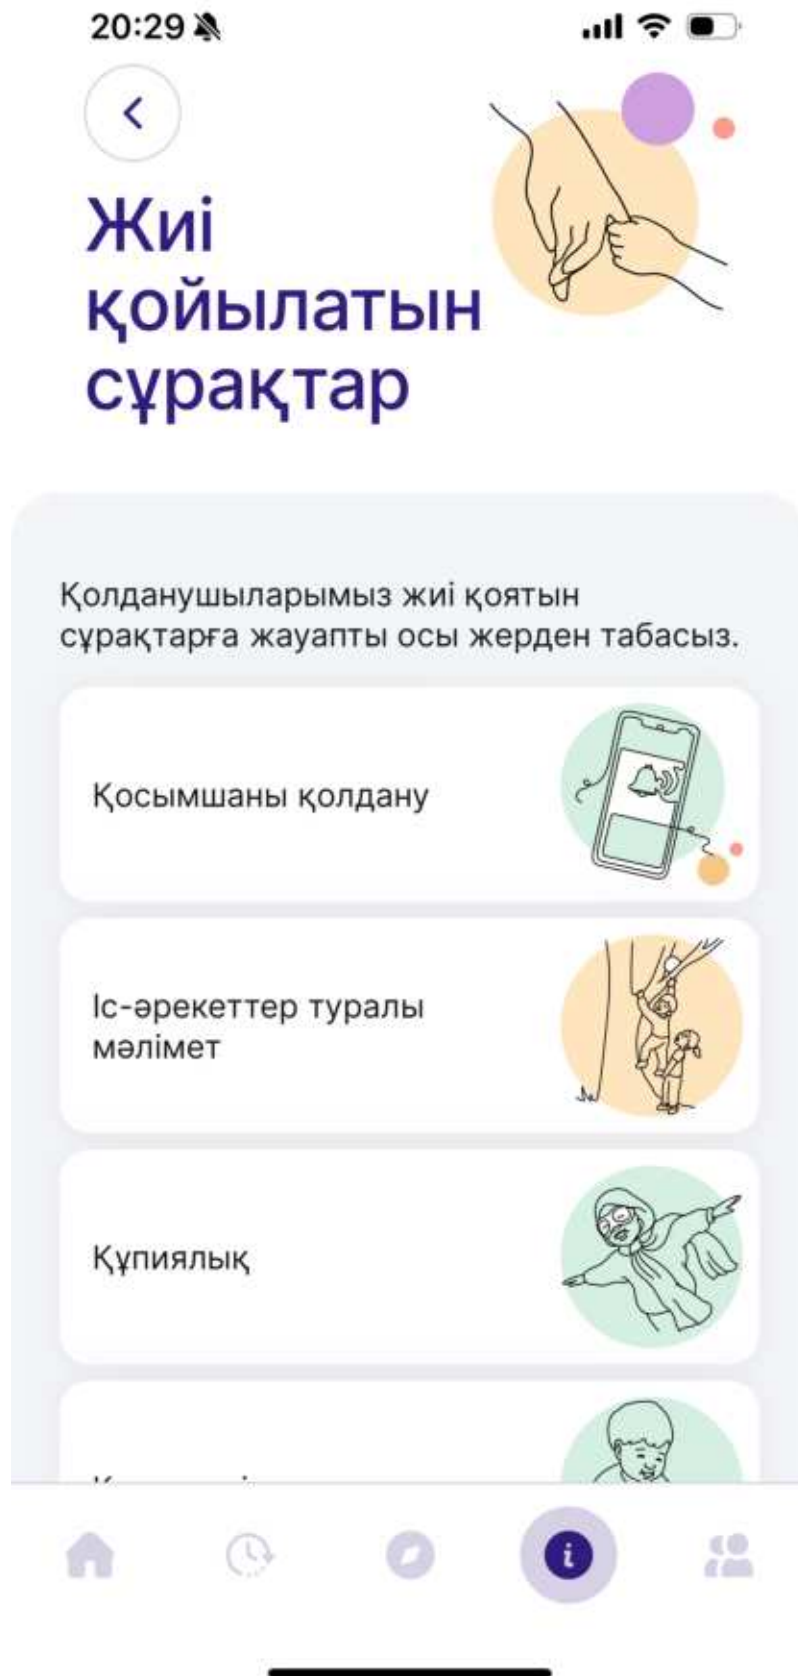 20:29
Жиі
қойылатын
сұрақтар
Қолданушыларымыз жиі қоятын
сұрақтарға жауапты осы жерден табасыз.
Қосымшаны қолдану
Іс-әрекеттер туралы
мәлімет
Құпиялық